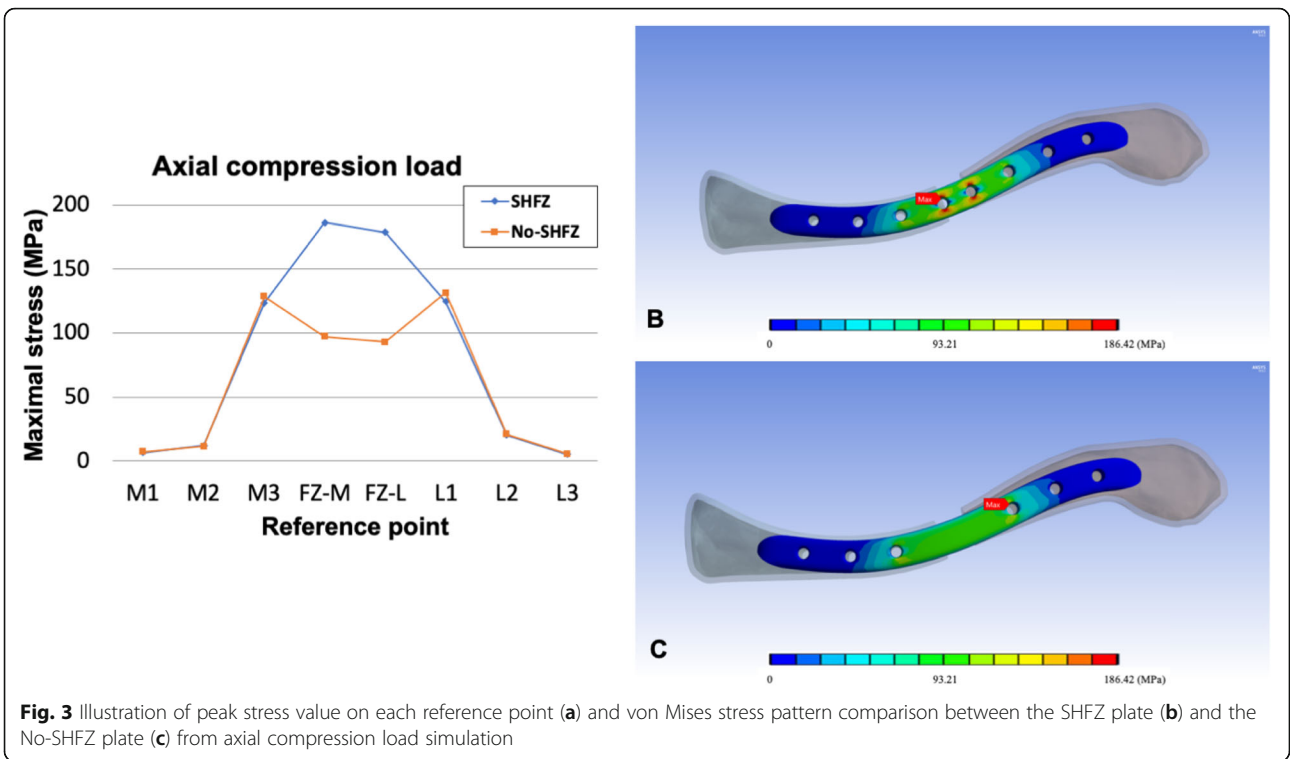 Axial compression load
SHFZ
No-SHFZ
Maximal stress (MPa)
200
150
100
50
0
M1 M2 M3 FZ-M FZ-L L1 L2 L3
Reference point
Max
B
0 93.21 186.42 (MPa)
Max
C
0 93.21 186.42 (MPa)
Fig. 3 Illustration of peak stress value on each reference point (a) and von Mises stress pattern comparison between the SHFZ plate (b) and the
No-SHFZ plate (c) from axial compression load simulation